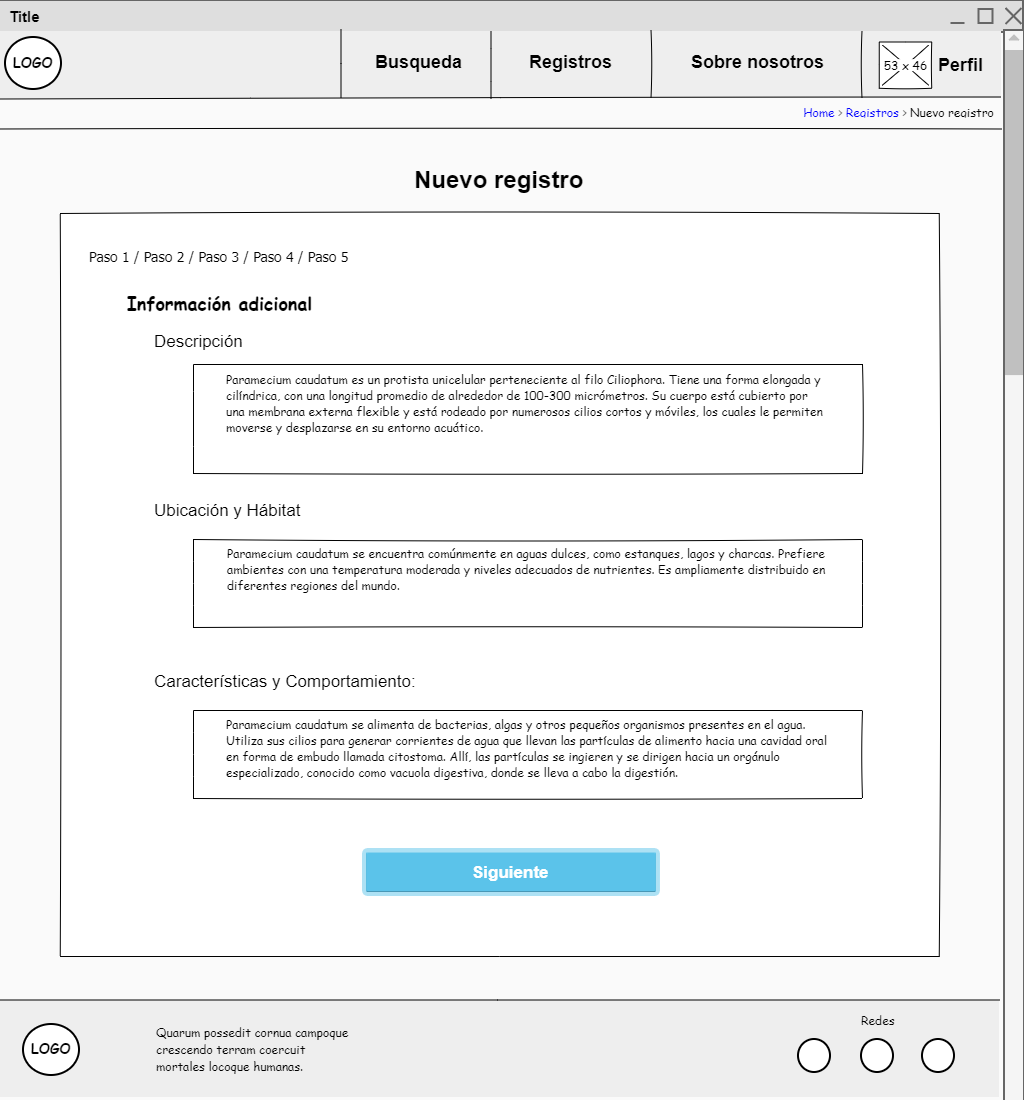 Title
LOGO
Busqueda
Registros
Sobre nosotros
53 x 46
Perfil
Home > Registros > Nuevo registro
Nuevo registro
Paso 1 / Paso 2 / Paso 3 / Paso 4 / Paso 5
Información adicional
Descripción
Paramecium caudatum es un protista unicelular perteneciente al filo Ciliophora. Tiene una forma elongada y
cilíndrica, con una longitud promedio de alrededor de 100-300 micrómetros. Su cuerpo está cubierto por
una membrana externa flexible y está rodeado por numerosos cilios cortos y móviles, los cuales le permiten
moverse y desplazarse en su entorno acuático.
Ubicación y Hábitat
Paramecium caudatum se encuentra comúnmente en aguas dulces, como estanques, lagos y charcas. Prefiere
ambientes con una temperatura moderada y niveles adecuados de nutrientes. Es ampliamente distribuido en
diferentes regiones del mundo.
Características y Comportamiento:
Paramecium caudatum se alimenta de bacterias, algas y otros pequeños organismos presentes en el agua.
Utiliza sus cilios para generar corrientes de agua que llevan las partículas de alimento hacia una cavidad oral
en forma de embudo llamada citostoma. Allí, las partículas se ingieren y se dirigen hacia un orgánulo
especializado, conocido como vacuola digestiva, donde se lleva a cabo la digestión.
Siguiente
LOGO
Quarum possedit cornua campoque
crescendo terram coercuit
mortales locoque humanas.
Redes